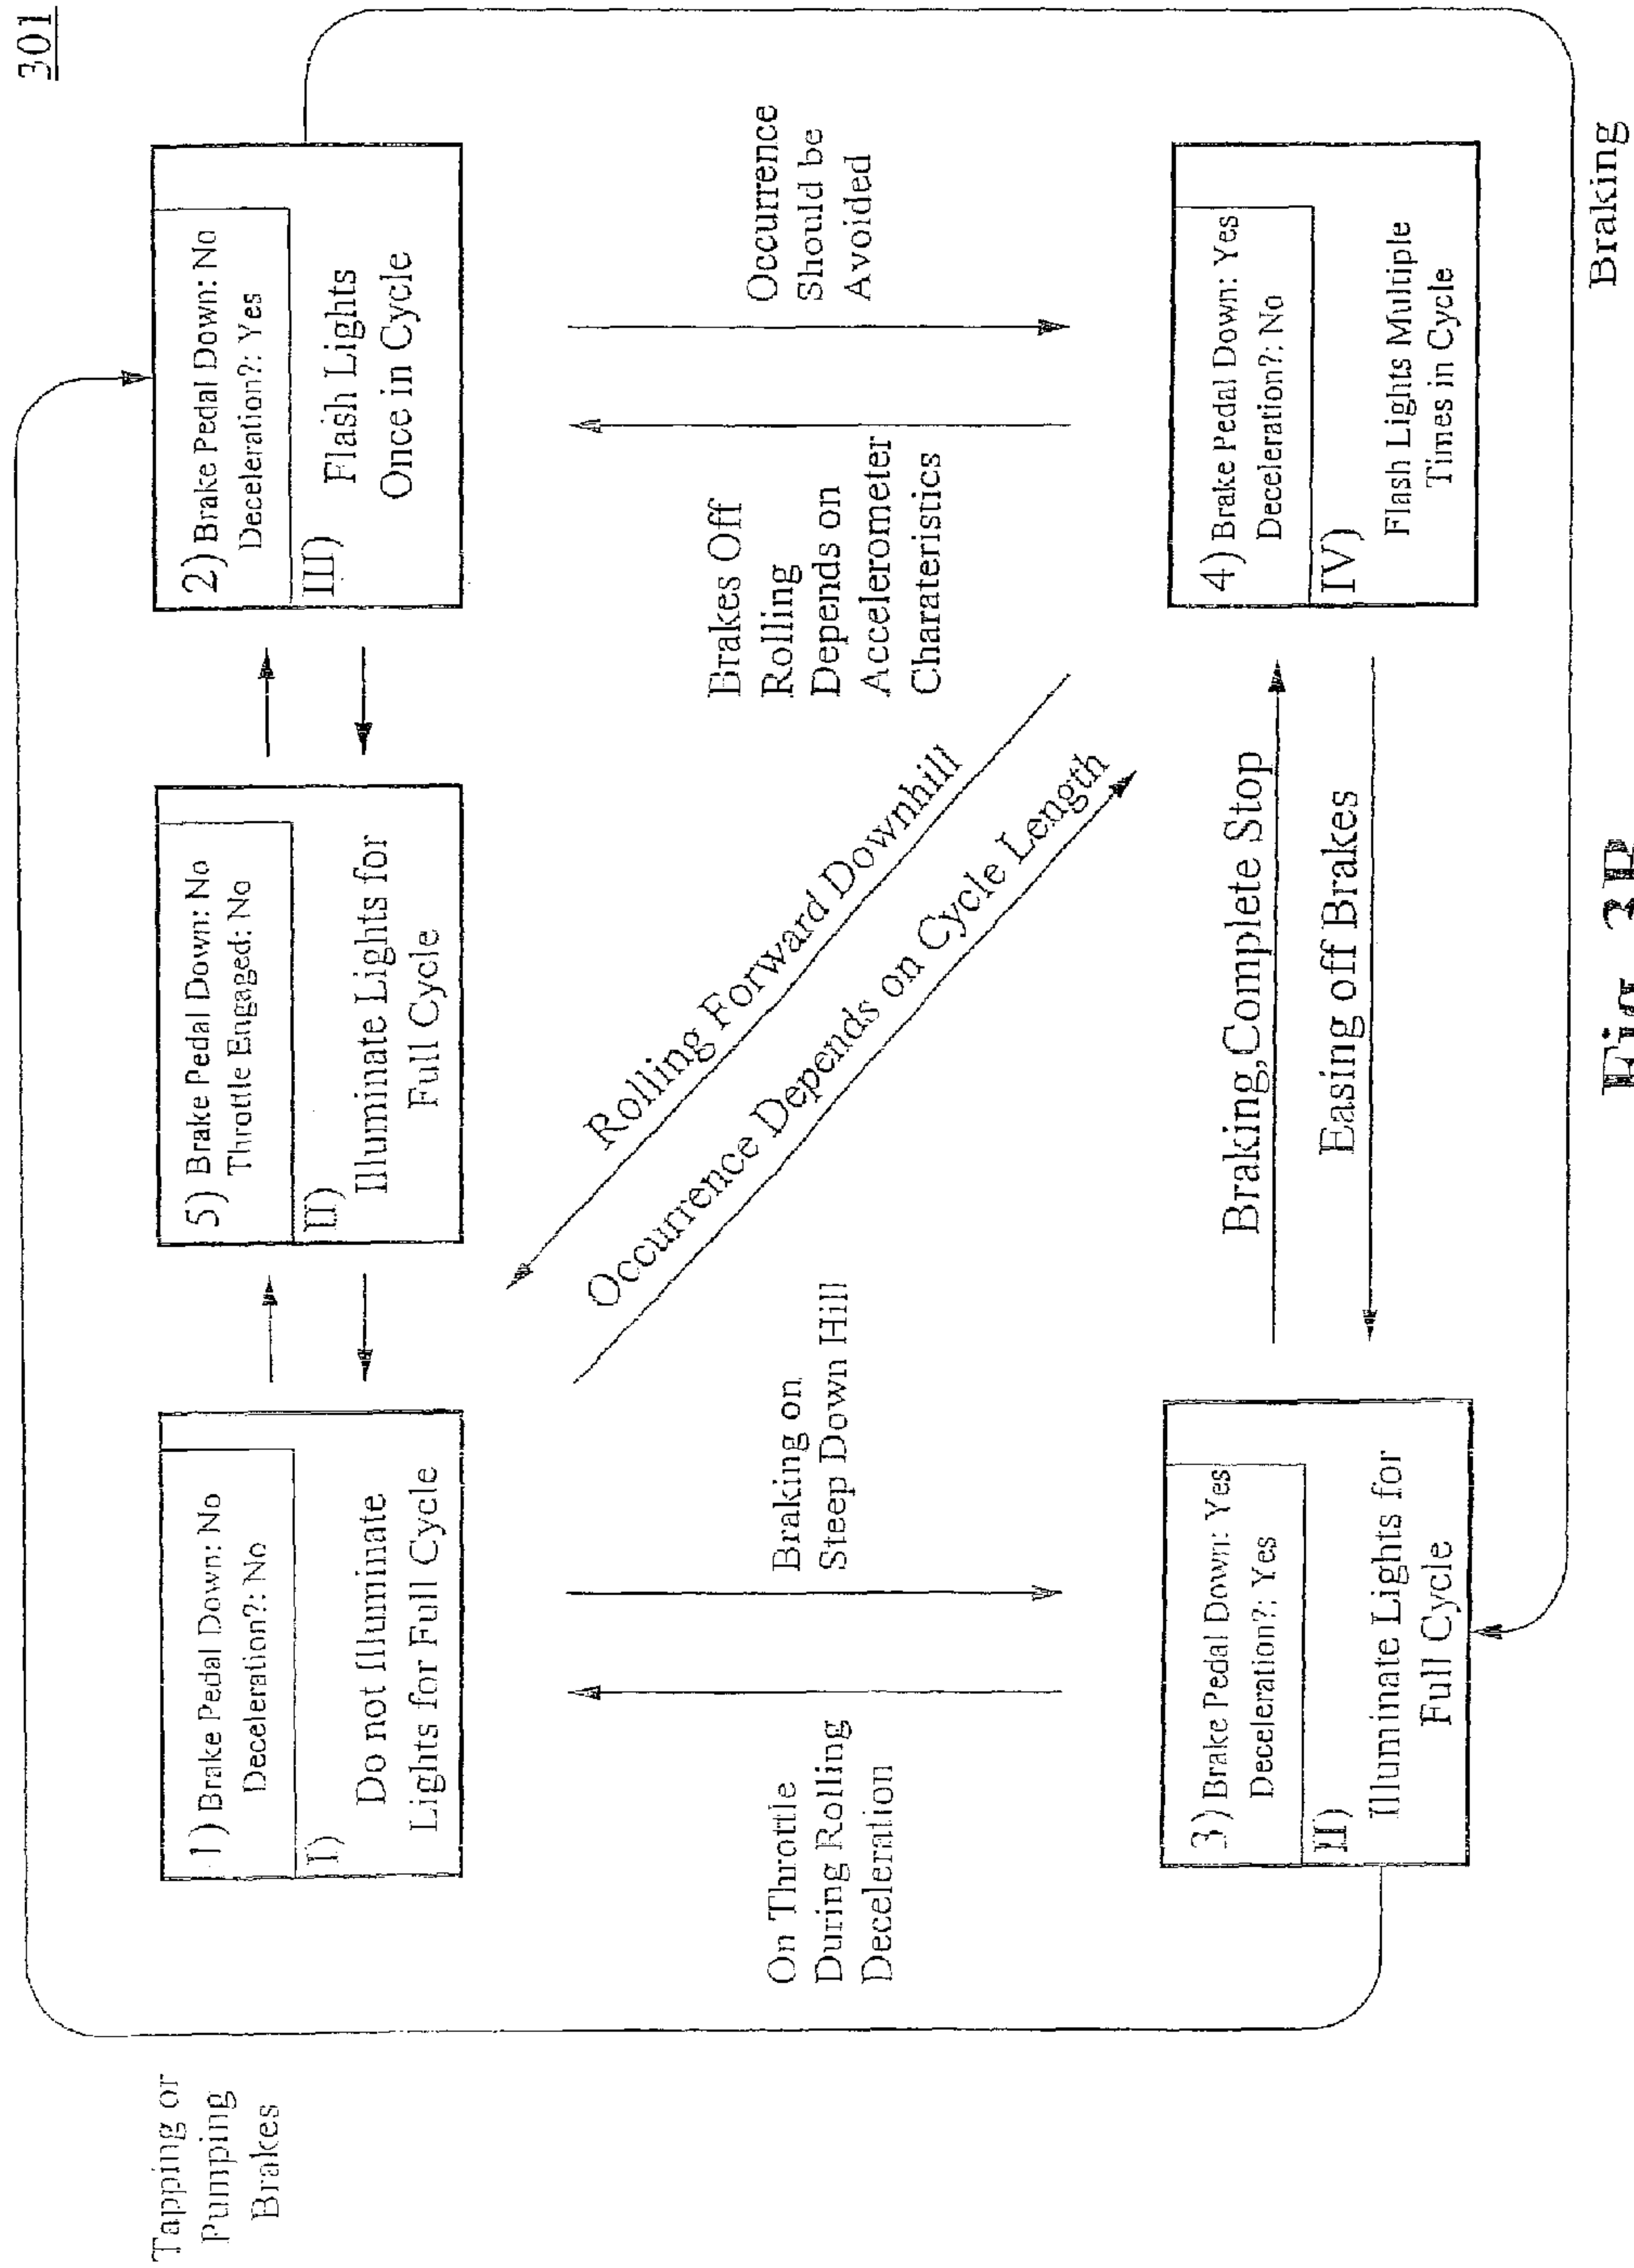 301
Tapping or
Pumping
Brakes
1) Brake Pedal Down: No
Deceleration?: No
I)
Do not Illuminate
Lights for Full Cycle
5) Brake Pedal Down: No
Throttle Engaged: No
II)
Illuminate Lights for
Full Cycle
2) Brake Pedal Down: No
Deceleration?: Yes
III)
Flash Lights
Once in Cycle
On Throttle
During Rolling
Deceleration
Braking on
Steep Down Hill
Rolling Forward Downhill
Occurrence Depends on Cycle Length
Brakes Off
Rolling
Depends on
Accelerometer
Charateristics
Occurrence
Should be
Avoided
3) Brake Pedal Down: Yes
Deceleration?: Yes
II)
Illuminate Lights for
Full Cycle
Braking, Complete Stop
Easing off Brakes
4) Brake Pedal Down: Yes
Deceleration?: No
IV)
Flash Lights Multiple
Times in Cycle
Braking